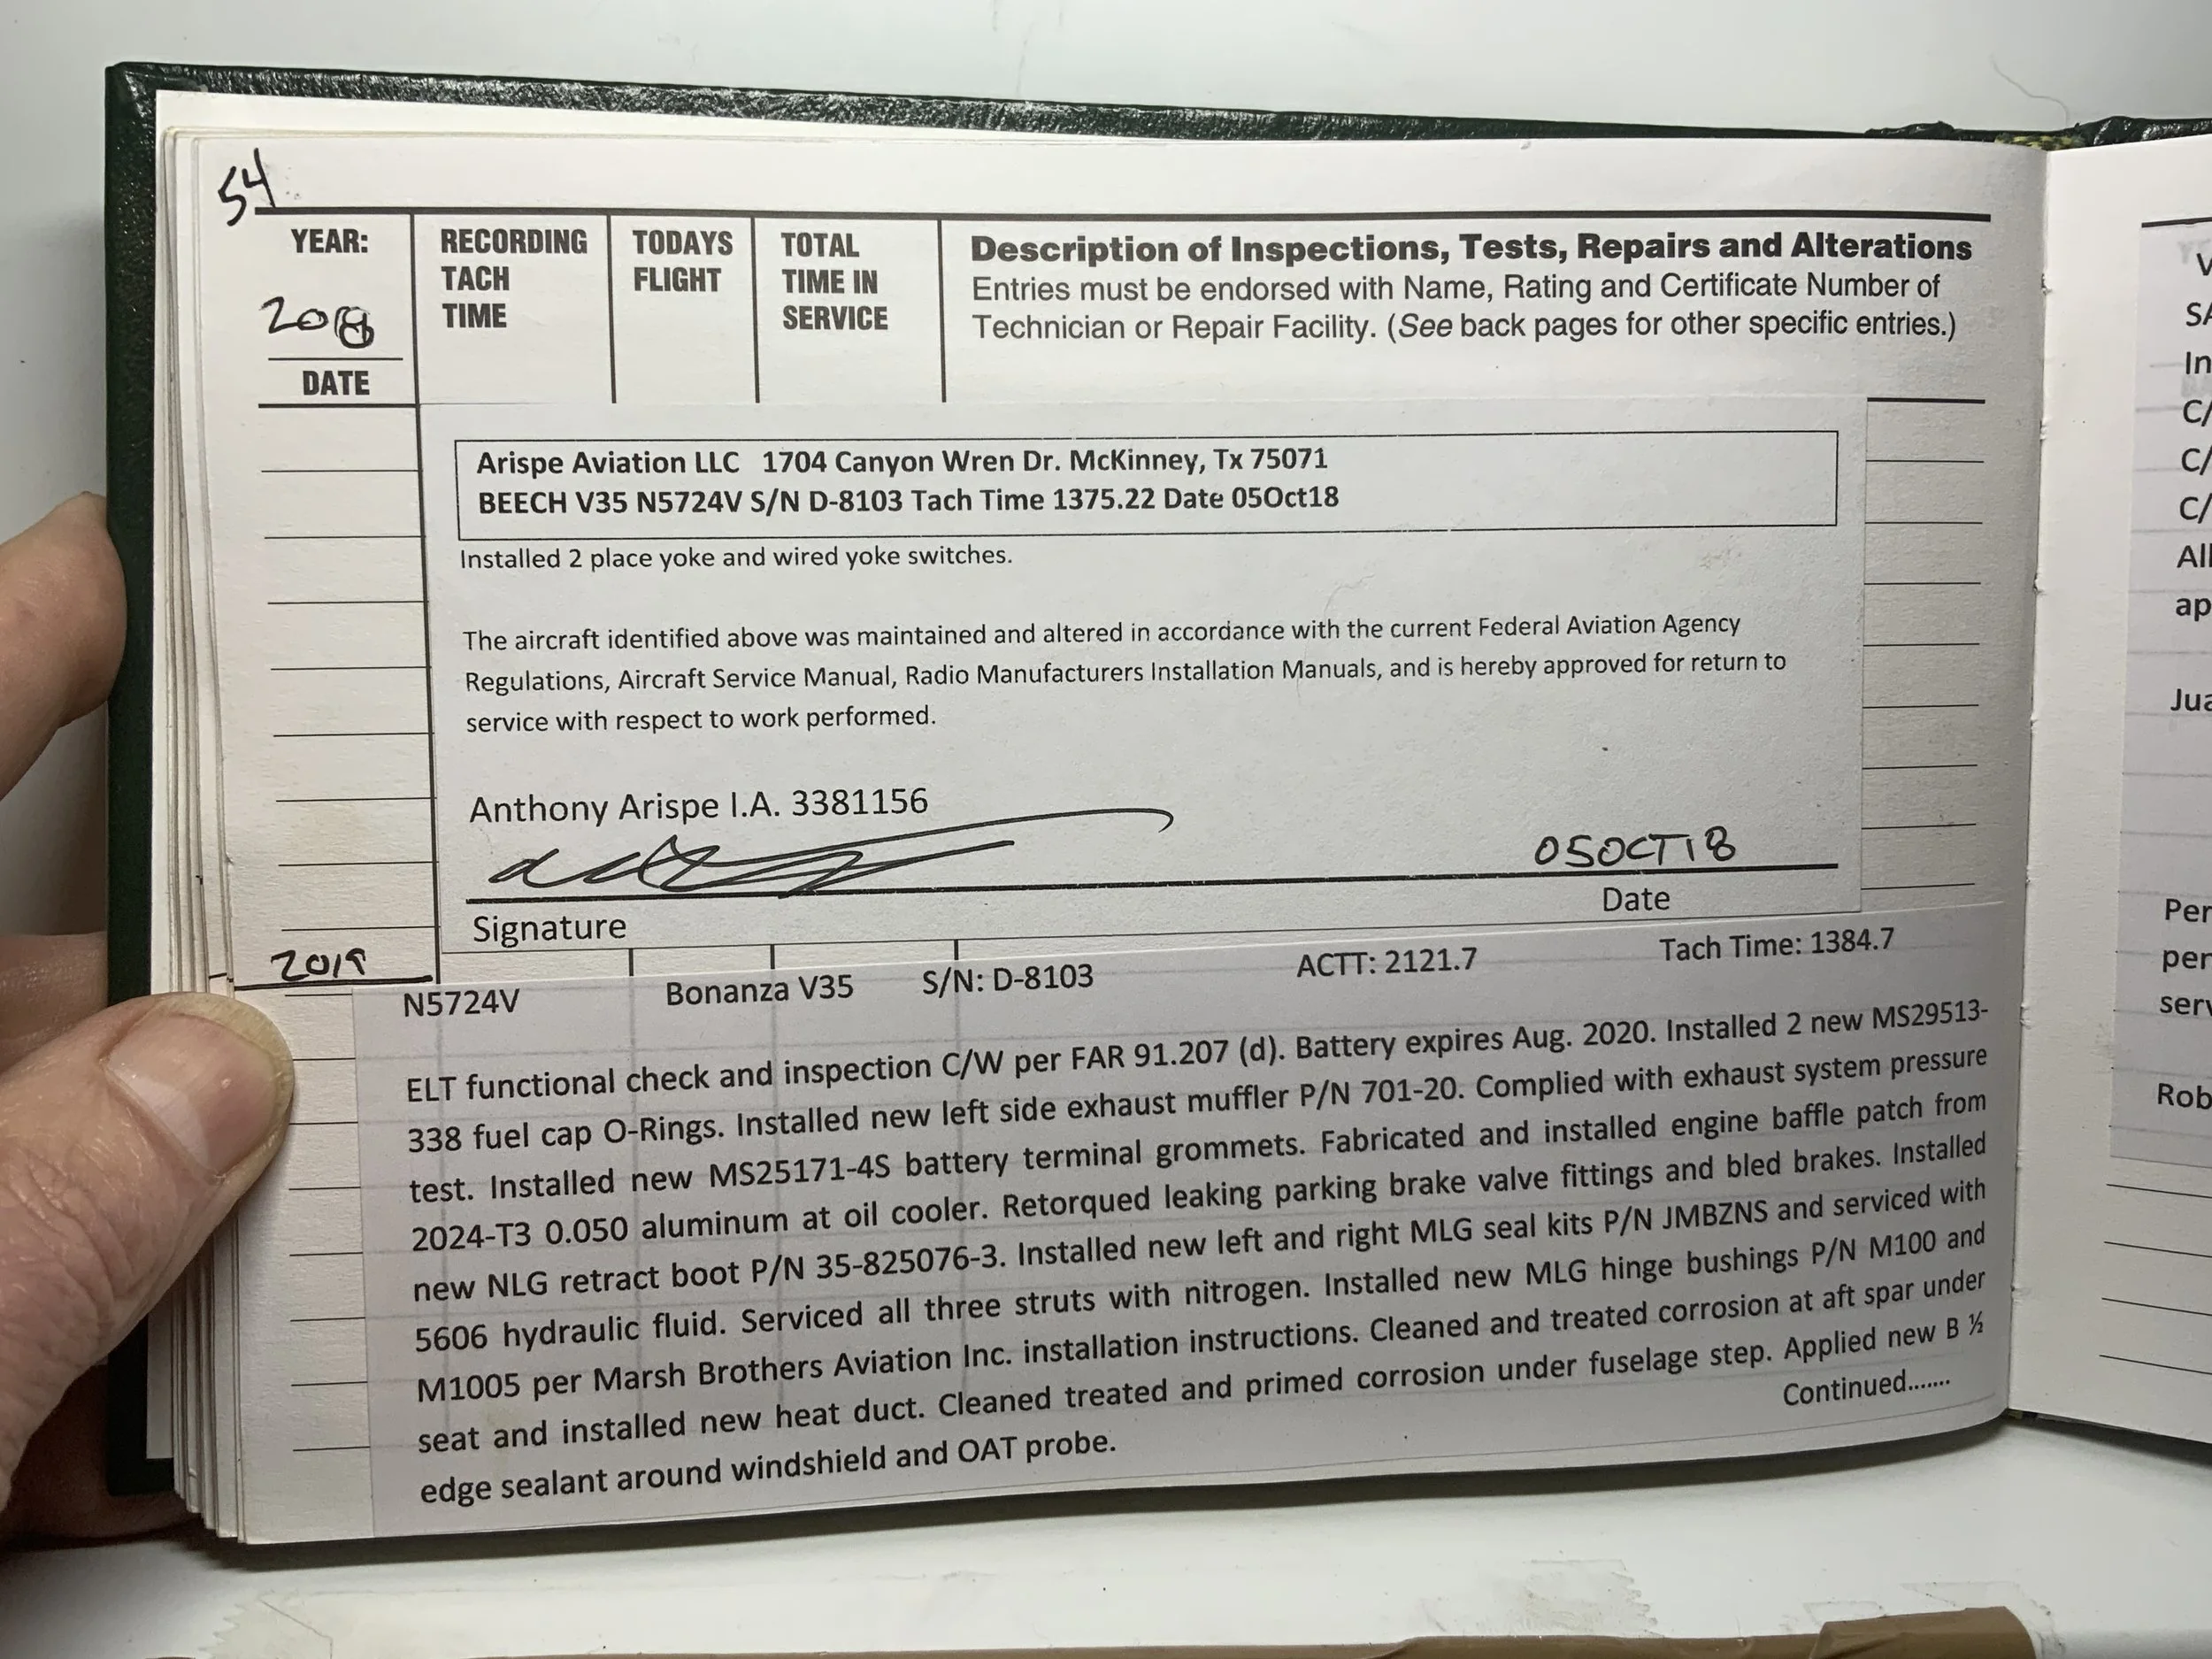 54
YEAR:
2018
DATE
RECORDING
TACH
TIME
TODAYS
FLIGHT
TOTAL
TIME IN
SERVICE
Description of Inspections, Tests, Repairs and Alterations
Entries must be endorsed with Name, Rating and Certificate Number of
Technician or Repair Facility. (See back pages for other specific entries.)
Arispe Aviation LLC 1704 Canyon Wren Dr. McKinney, Tx 75071
BEECH V35 N5724V S/N D-8103 Tach Time 1375.22 Date 05Oct18
Installed 2 place yoke and wired yoke switches.
The aircraft identified above was maintained and altered in accordance with the current Federal Aviation Agency
Regulations, Aircraft Service Manual, Radio Manufacturers Installation Manuals, and is hereby approved for return to
service with respect to work performed.
Anthony Arispe I.A. 3381156
05OCT18
Signature
Date
2019
N5724V Bonanza V35 S/N: D-8103 ACTT: 2121.7 Tach Time: 1384.7
ELT functional check and inspection C/W per FAR 91.207 (d). Battery expires Aug. 2020. Installed 2 new MS29513-
338 fuel cap O-Rings. Installed new left side exhaust muffler P/N 701-20. Complied with exhaust system pressure
test. Installed new MS25171-4S battery terminal grommets. Fabricated and installed engine baffle patch from
2024-T3 0.050 aluminum at oil cooler. Retorqued leaking parking brake valve fittings and bled brakes. Installed
new NLG retract boot P/N 35-825076-3. Installed new left and right MLG seal kits P/N JMBZNS and serviced with
5606 hydraulic fluid. Serviced all three struts with nitrogen. Installed new MLG hinge bushings P/N M100 and
M1005 per Marsh Brothers Aviation Inc. installation instructions. Cleaned and treated corrosion at aft spar under
seat and installed new heat duct. Cleaned treated and primed corrosion under fuselage step. Applied new B ½
edge sealant around windshield and OAT probe.
Continued.......
In
C/
C/
C/
All
ap
Jua
Per
per
serv
Rob